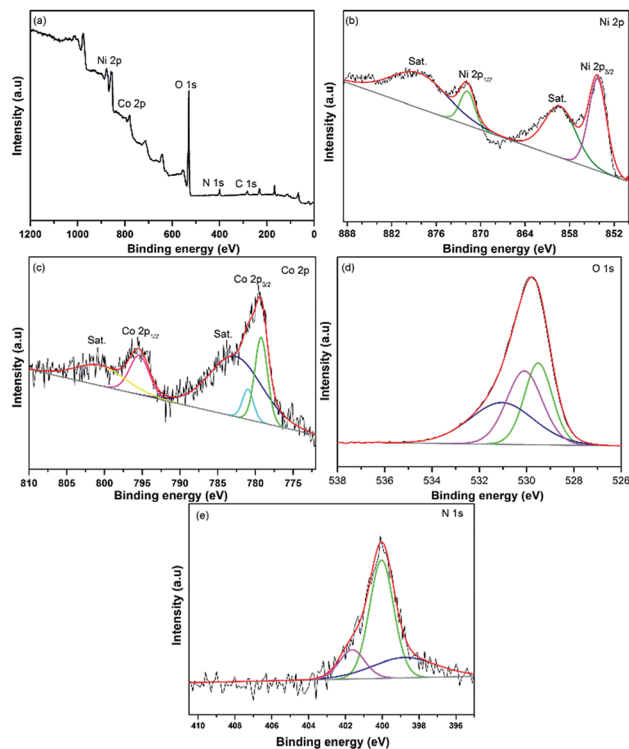 (a)
Ni 2p
Co 2p
O 1s
N 1s
C 1s
Intensity (a.u)
1200 1000 800 600 400 200 0
Binding energy (eV)
(b)
Ni 2p
Sat.
Ni 2p1/2
Sat.
Ni 2p3/2
Intensity (a.u)
888 882 876 870 864 858 852
Binding energy (eV)
(c)
Co 2p3/2
Co 2p
Sat.
Co 2p1/2
Sat.
Intensity (a.u)
810 805 800 795 790 785 780 775
Binding energy (eV)
(d)
O 1s
Intensity (a.u)
538 536 534 532 530 528 526
Binding energy (eV)
(e)
N 1s
Intensity (a.u)
410 408 406 404 402 400 398 396
Binding energy (eV)